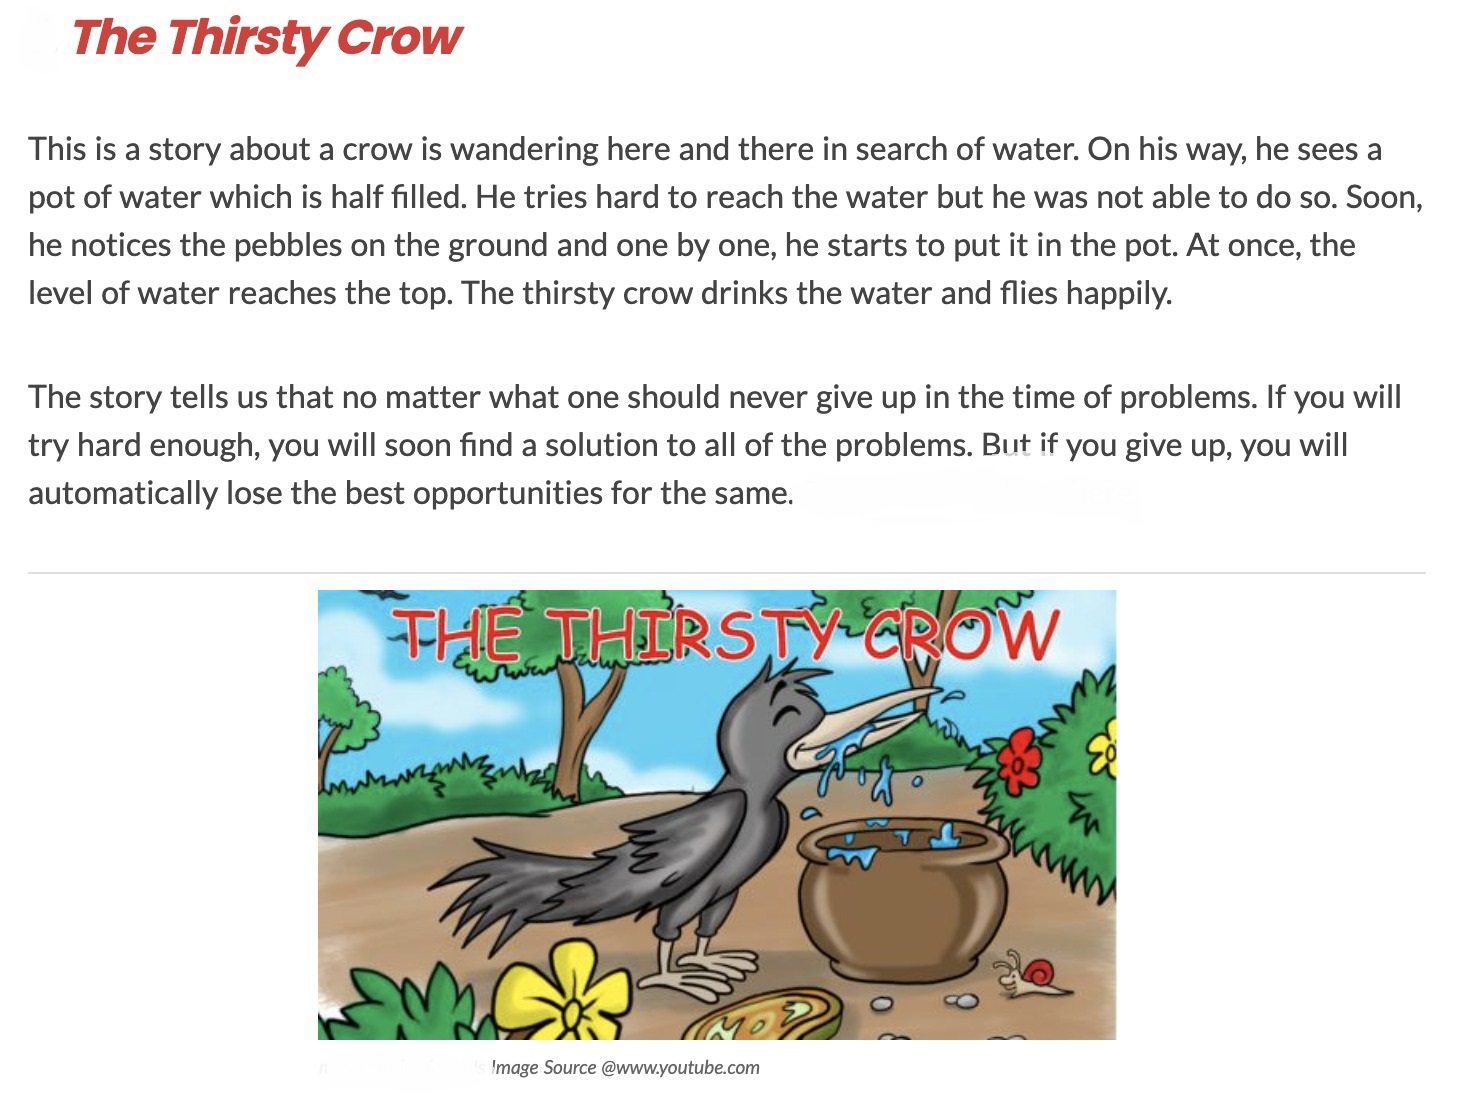 The Thirsty Crow
This is a story about a crow is wandering here and there in search of water. On his way, he sees a
pot of water which is half filled. He tries hard to reach the water but he was not able to do so. Soon,
he notices the pebbles on the ground and one by one, he starts to put it in the pot. At once, the
level of water reaches the top. The thirsty crow drinks the water and flies happily.
The story tells us that no matter what one should never give up in the time of problems. If you will
try hard enough, you will soon find a solution to all of the problems. But if you give up, you will
automatically lose the best opportunities for the same.
THE THIRSTY CROW
Image Source @www.youtube.com